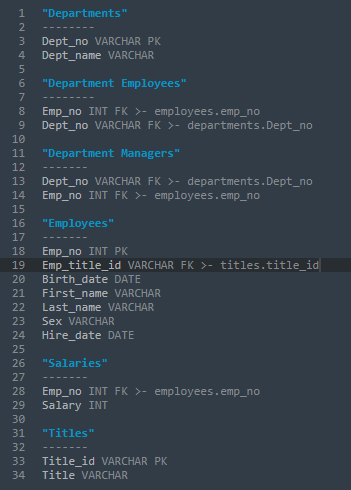 1 "Departments"
2 --------
3 Dept_no VARCHAR PK
4 Dept_name VARCHAR
5
6 "Department Employees"
7 --------
8 Emp_no INT FK >- employees.emp_no
9 Dept_no VARCHAR FK >- departments.Dept_no
10
11 "Department Managers"
12 -------
13 Dept_no VARCHAR FK >- departments.Dept_no
14 Emp_no INT FK >- employees.emp_no
15
16 "Employees"
17 -------
18 Emp_no INT PK
19 Emp_title_id VARCHAR FK >- titles.title_id
20 Birth_date DATE
21 First_name VARCHAR
22 Last_name VARCHAR
23 Sex VARCHAR
24 Hire_date DATE
25
26 "Salaries"
27 -------
28 Emp_no INT FK >- employees.emp_no
29 Salary INT
30
31 "Titles"
32 -------
33 Title_id VARCHAR PK
34 Title VARCHAR